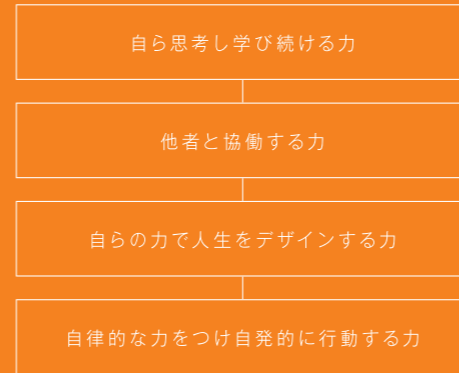 自ら思考し学び続ける力
他者と協働する力
自らの力で人生をデザインする力
自律的な力をつけ自発的に行動する力